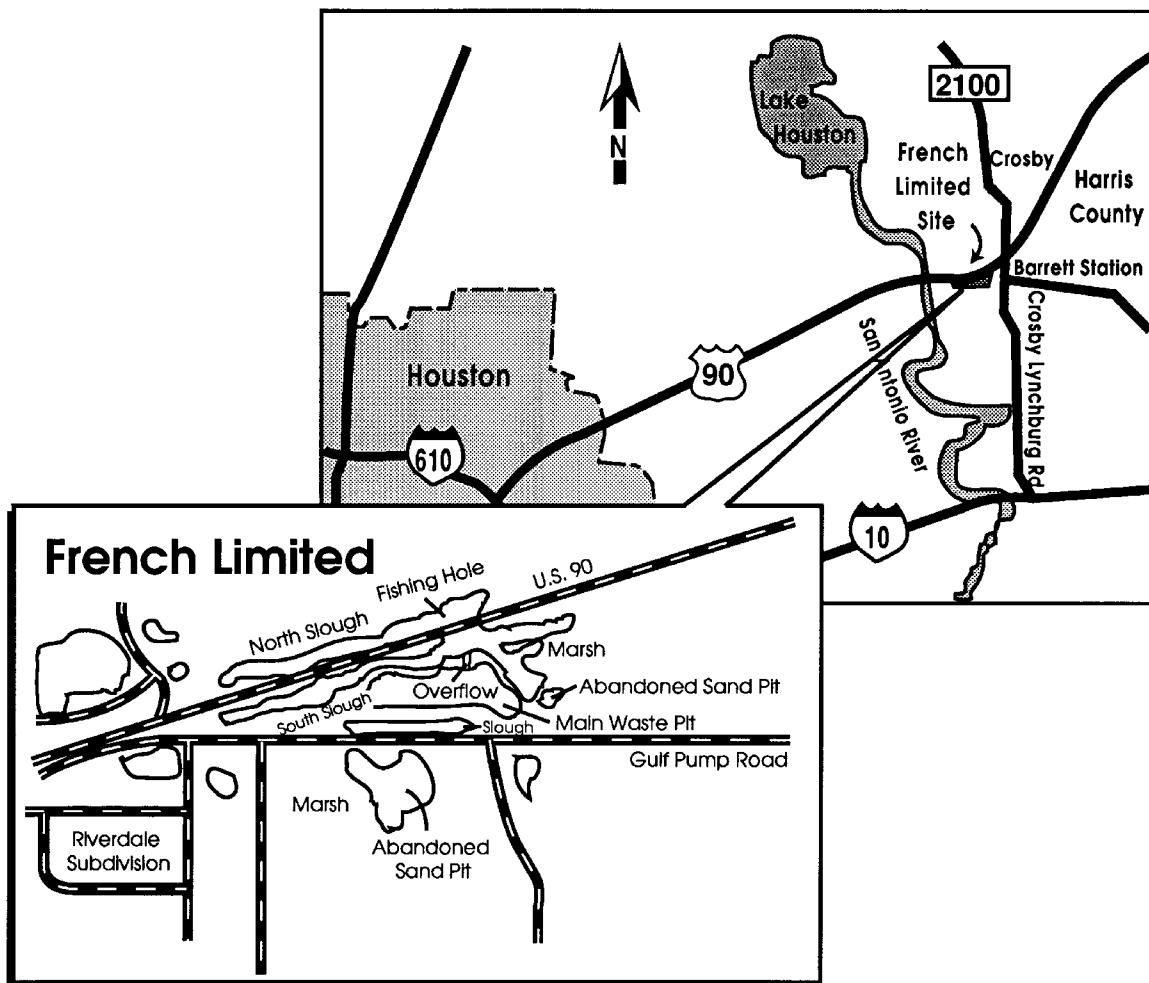 2100
Lake
Houston
N
French
Limited
Site
Crosby
Harris
County
Barrett Station
Crosby Lynchburg Rd
San Antonio River
90
Houston
610
10
French Limited
Fishing Hole
U.S. 90
North Slough
Marsh
Overflow
Abandoned Sand Pit
South Slough
Main Waste Pit
Slough
Gulf Pump Road
Marsh
Riverdale
Subdivision
Abandoned
Sand Pit